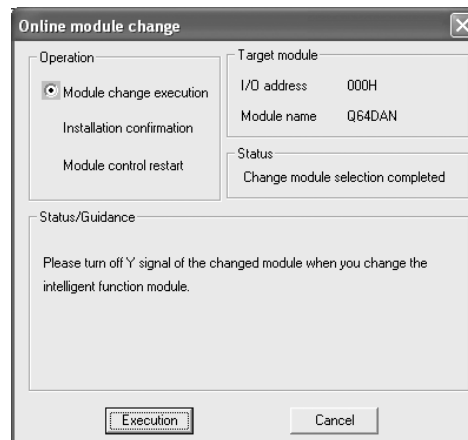 Online module change
Operation
Module change execution
Installation confirmation
Module control restart
Target module
I/O address 000H
Module name Q64DAN
Status
Change module selection completed
Status/Guidance
Please turn off Y signal of the changed module when you change the
intelligent function module.
Execution Cancel